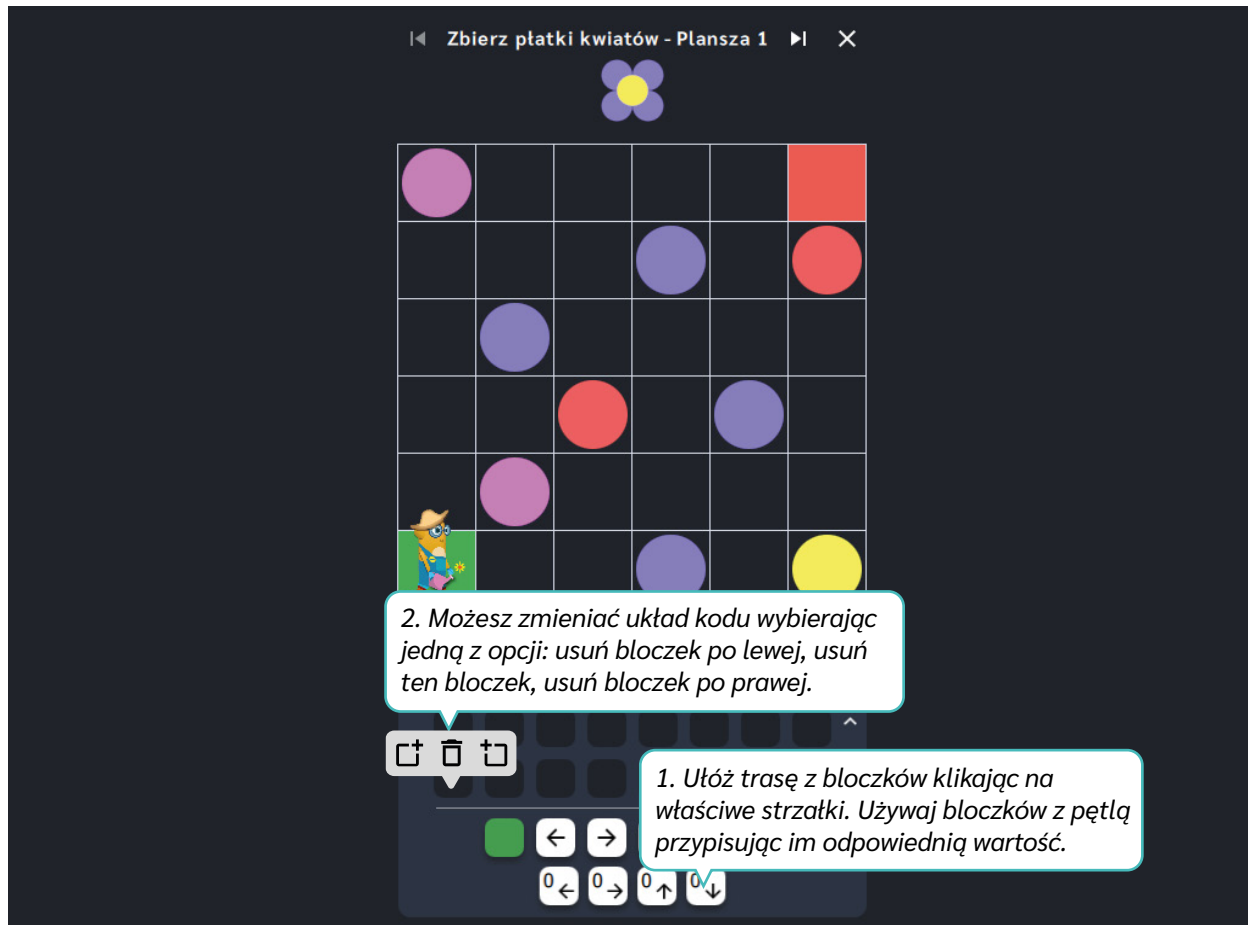 Zbierz płatki kwiatów - Plansza 1
2. Możesz zmieniać układ kodu wybierając
jedną z opcji: usuń bloczek po lewej, usuń
ten bloczek, usuń bloczek po prawej.
1. Ułóż trasę z bloczków klikając na
właściwe strzałki. Używaj bloczków z pętlą
przypisując im odpowiednią wartość.
0 0 0 0